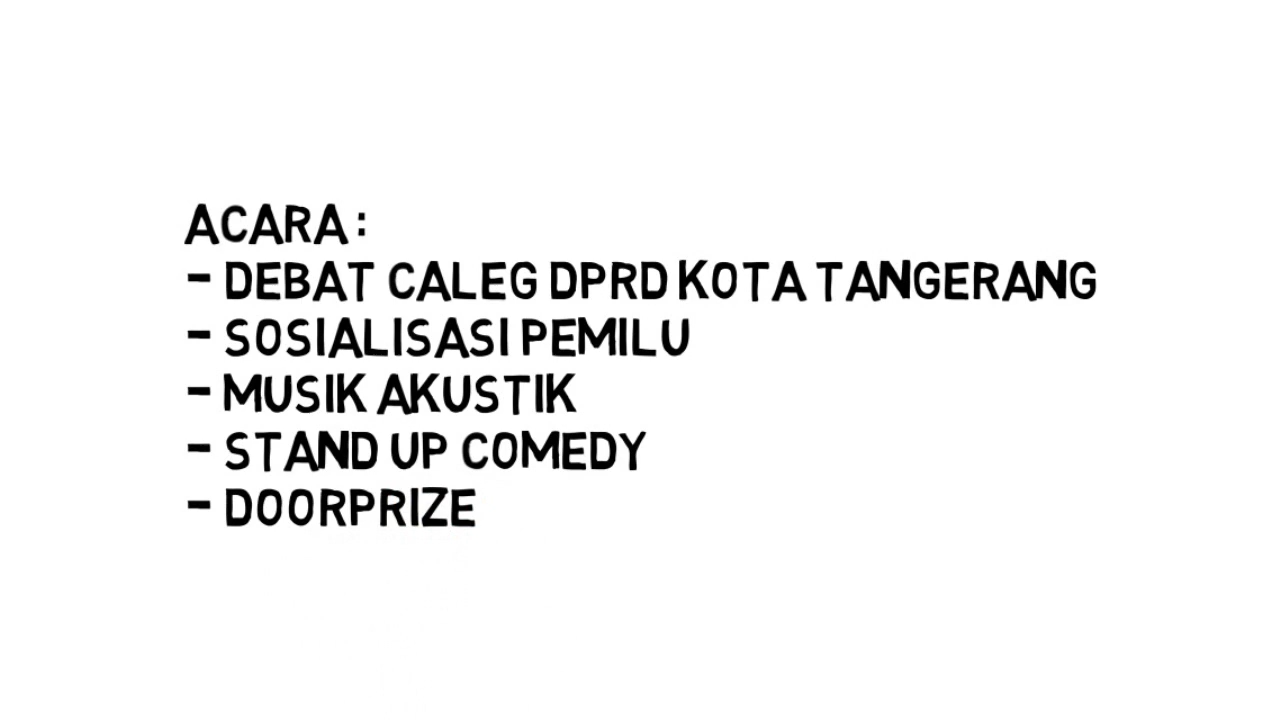 ACARA :
- DEBAT CALEG DPRD KOTA TANGERANG
- SOSIALISASI PEMILU
- MUSIK AKUSTIK
- STAND UP COMEDY
- DOORPRIZE